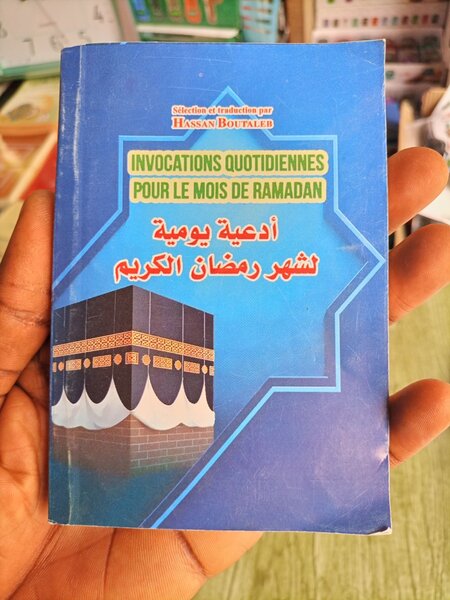 Sélection et traduction par
HASSAN BOUTALEB
INVOCATIONS QUOTIDIENNES
POUR LE MOIS DE RAMADAN
أدعية يومية
لشهر رمضان الكريم